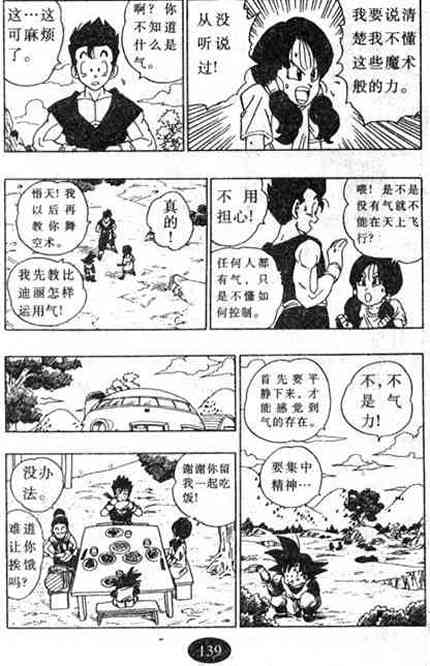 我要说清
楚我不懂
这些魔术
般的力。
从没
听说
过!
啊?你
不知道
什么是
气。
这…这
可麻烦
了。
喂!是不是
没有气就不
能在天上飞
行?
不用
担心!
任何人都
有气,只
是不懂如
何控制。
真
的!
悟天!我
以后再
教你舞
空术。
我先教比
迪丽怎样
运用气!
不,不
是气
力!
首先要平
静下来,才
能感觉到
气的存在。
要集中
精神…
谢谢你留
我一起吃
饭!
没办
法。
难道
让你
挨饿
吗?
139